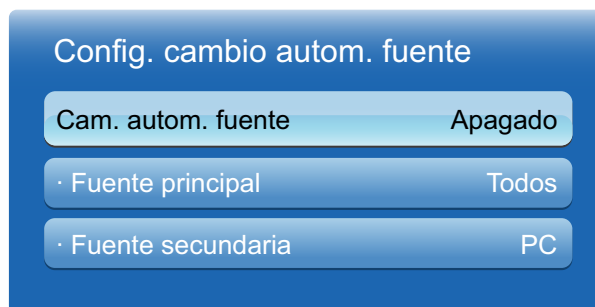 Config. cambio autom. fuente
Cam. autom. fuente Apagado
· Fuente principal Todos
· Fuente secundaria PC